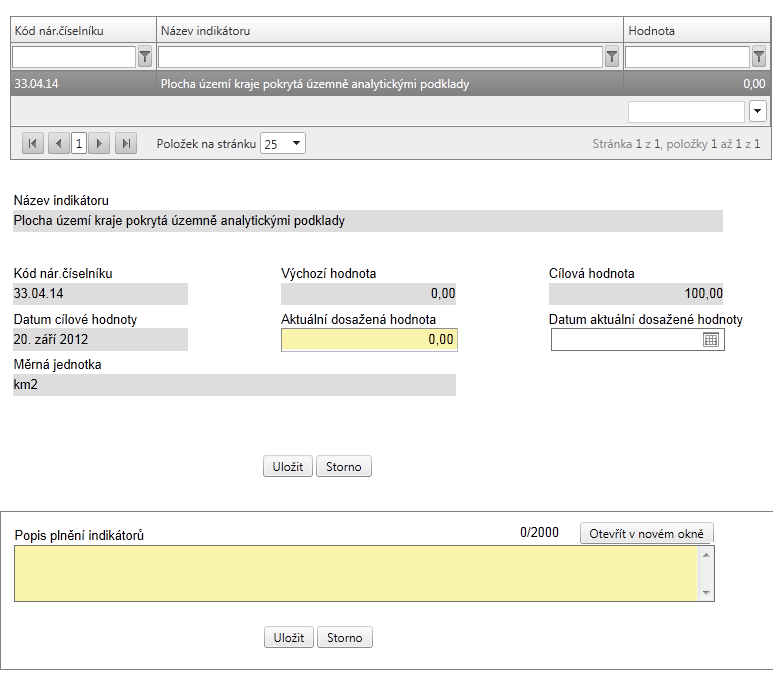 Kód nár.číselníku Název indikátoru Hodnota
33.04.14 Plocha území kraje pokrytá územně analytickými podklady 0,00
1 Položek na stránku 25 Stránka 1 z 1, položky 1 až 1 z 1
Název indikátoru
Plocha území kraje pokrytá územně analytickými podklady
Kód nár.číselníku Výchozí hodnota Cílová hodnota
33.04.14 0,00 100,00
Datum cílové hodnoty Aktuální dosažená hodnota Datum aktuální dosažené hodnoty
20. září 2012 0,00
Měrná jednotka
km2
Uložit Storno
Popis plnění indikátorů 0/2000 Otevřít v novém okně
Uložit Storno